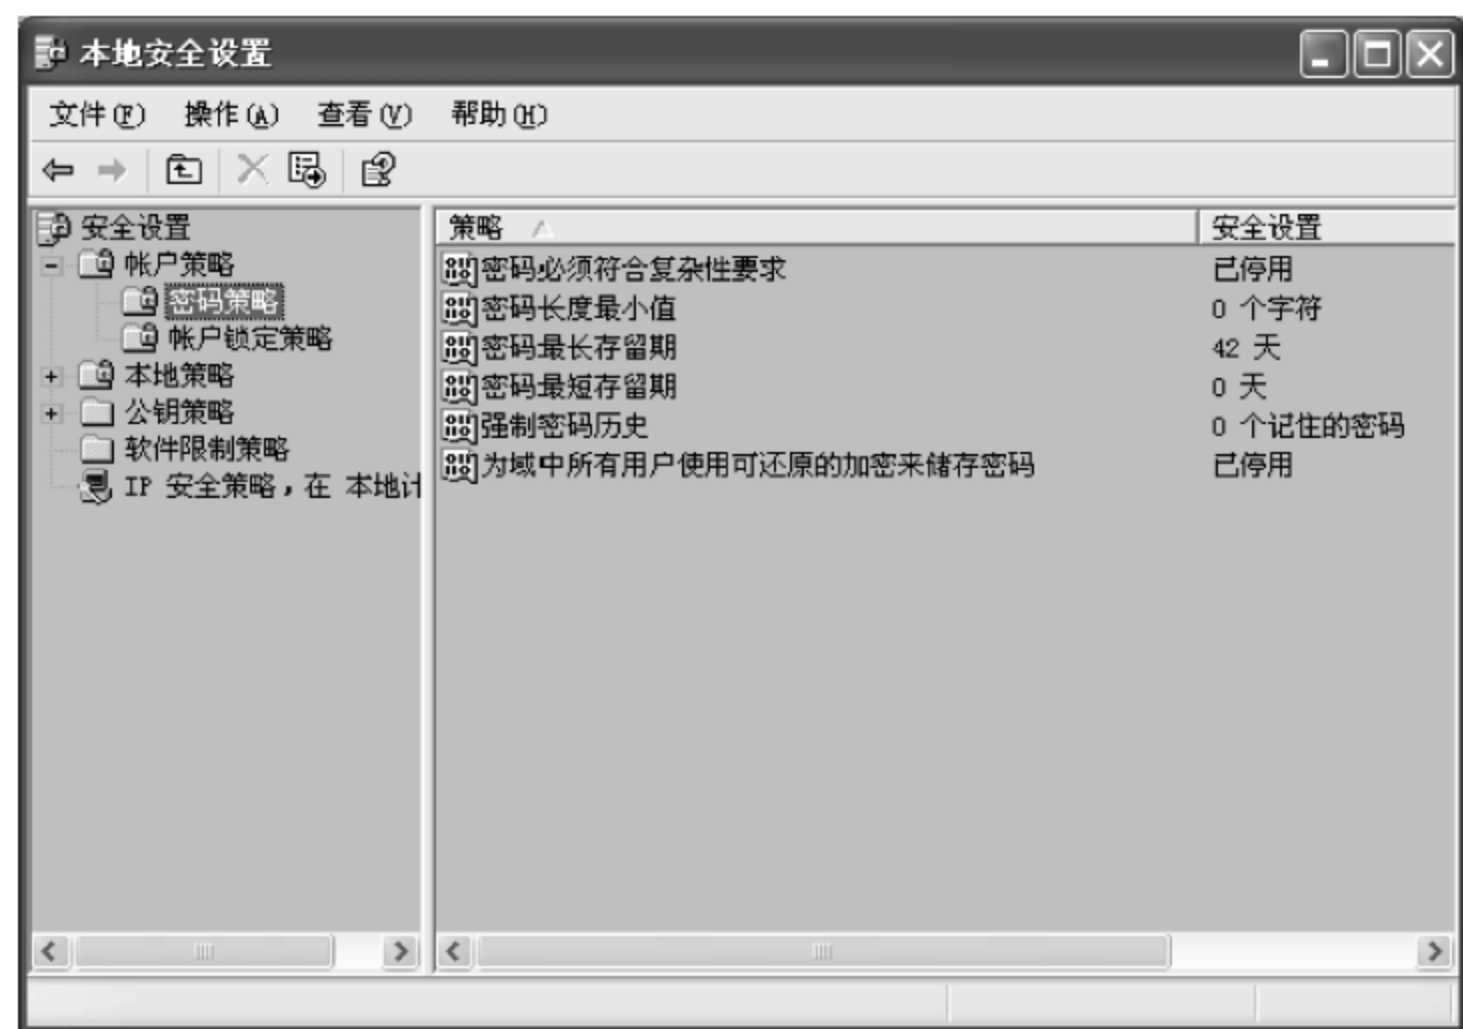 本地安全设置
文件(F) 操作(A) 查看(V) 帮助(H)
安全设置
帐户策略
密码策略
帐户锁定策略
本地策略
公钥策略
软件限制策略
IP 安全策略，在 本地计
策略 安全设置
密码必须符合复杂性要求 已停用
密码长度最小值 0 个字符
密码最长存留期 42 天
密码最短存留期 0 天
强制密码历史 0 个记住的密码
为域中所有用户使用可还原的加密来储存密码 已停用